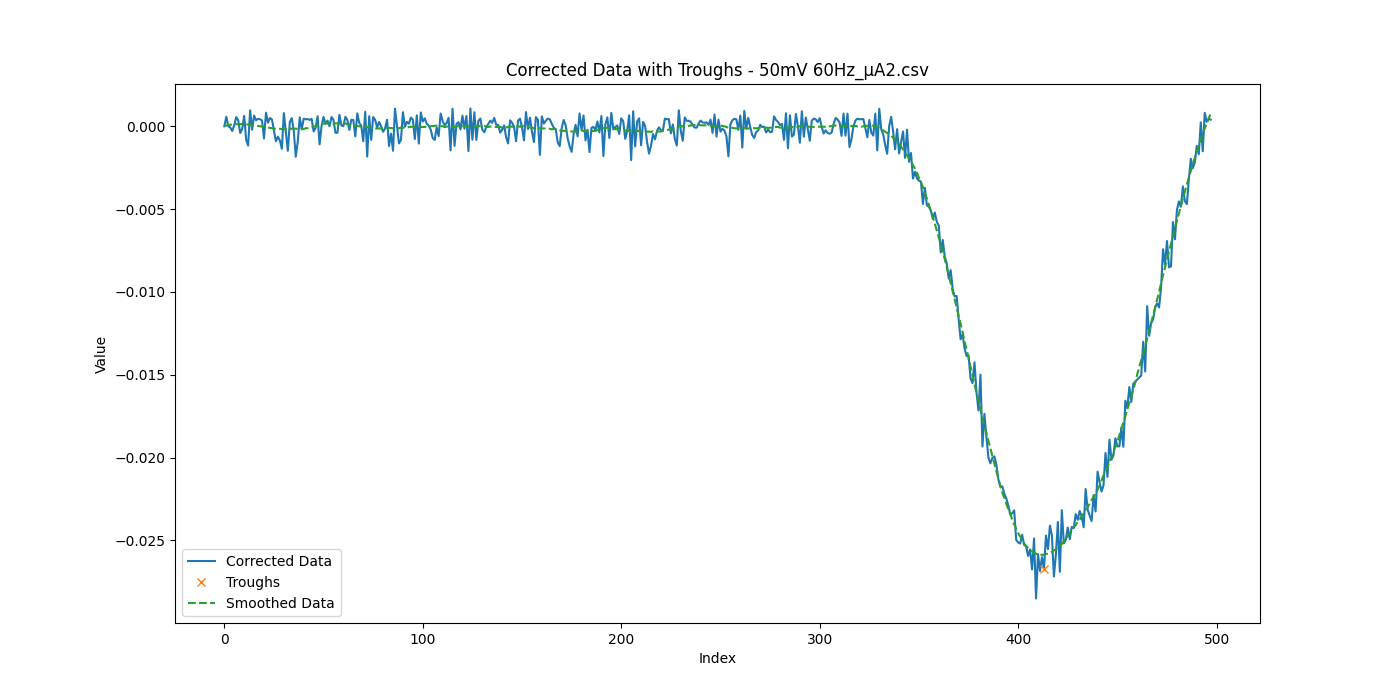 Corrected Data with Troughs - 50mV 60Hz_μA2.csv
Value
0.000
−0.005
−0.010
−0.015
−0.020
−0.025
Corrected Data
Troughs
Smoothed Data
0 100 200 300 400 500
Index